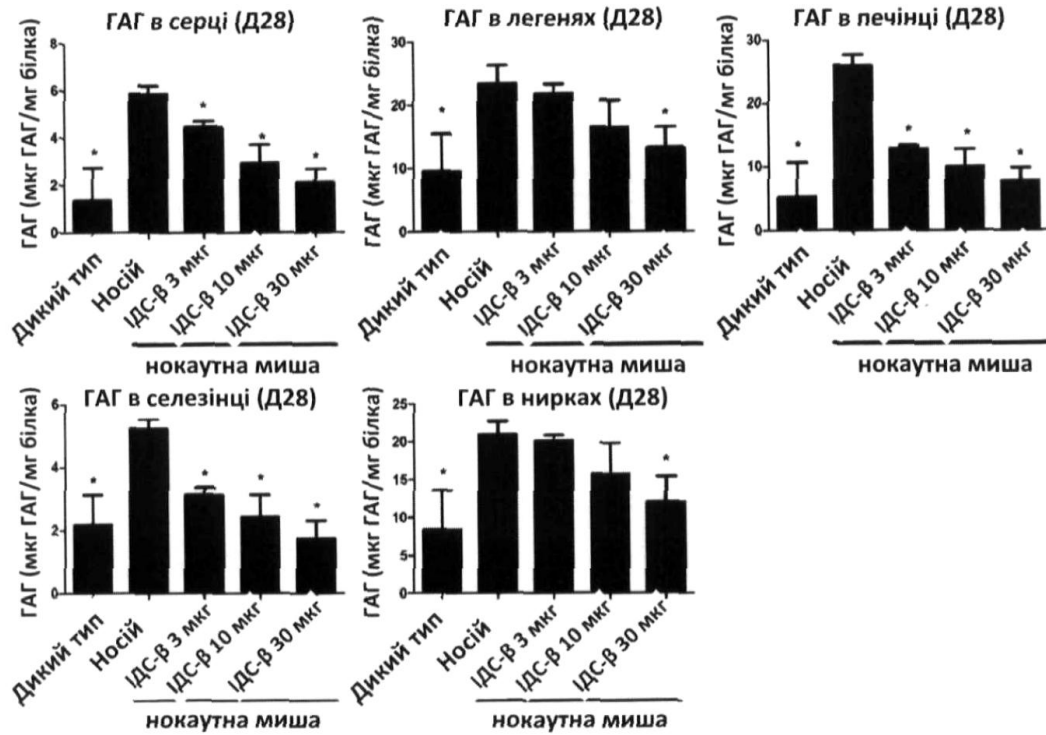 ГАГ в серці (Д28)
ГАГ (мкг ГАГ/мг білка)
8
6
4
2
0
*
*
*
*
Дикий тип
Носій
ІДС-β 3 мкг
ІДС-β 10 мкг
ІДС-β 30 мкг
нокаутна миша
ГАГ в легенях (Д28)
ГАГ (мкг ГАГ/мг білка)
30
20
10
0
*
*
Дикий тип
Носій
ІДС-β 3 мкг
ІДС-β 10 мкг
ІДС-β 30 мкг
нокаутна миша
ГАГ в печінці (Д28)
ГАГ (мкг ГАГ/мг білка)
30
20
10
0
*
*
*
*
Дикий тип
Носій
ІДС-β 3 мкг
ІДС-β 10 мкг
ІДС-β 30 мкг
нокаутна миша
ГАГ в селезінці (Д28)
ГАГ (мкг ГАГ/мг білка)
6
4
2
0
*
*
*
*
Дикий тип
Носій
ІДС-β 3 мкг
ІДС-β 10 мкг
ІДС-β 30 мкг
нокаутна миша
ГАГ в нирках (Д28)
ГАГ (мкг ГАГ/мг білка)
25
20
15
10
5
0
*
*
Дикий тип
Носій
ІДС-β 3 мкг
ІДС-β 10 мкг
ІДС-β 30 мкг
нокаутна миша